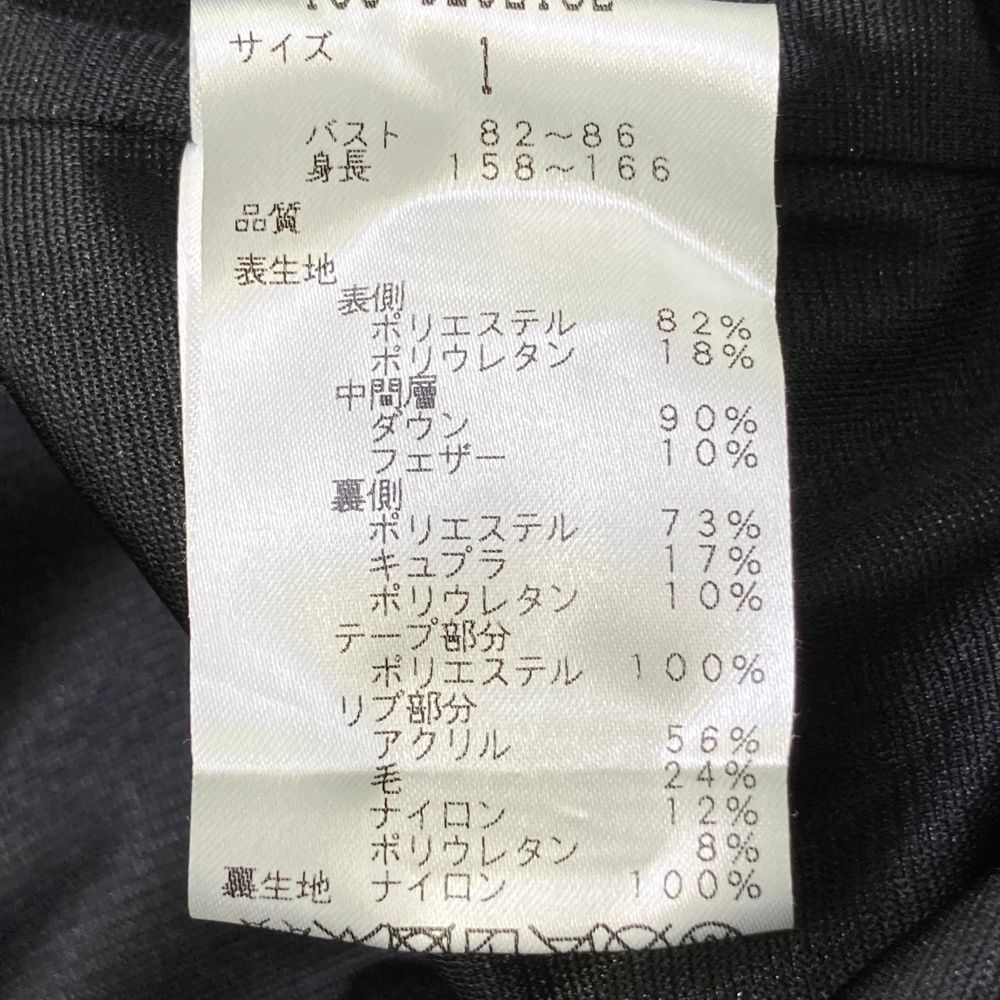 サイズ 1
バスト 82〜86
身長 158〜166
品質
表生地
表側
ポリエステル 82%
ポリウレタン 18%
中間層
ダウン 90%
フェザー 10%
裏側
ポリエステル 73%
キュプラ 17%
ポリウレタン 10%
テープ部分
ポリエステル 100%
リブ部分
アクリル 56%
毛 24%
ナイロン 12%
ポリウレタン 8%
裏生地 ナイロン 100%